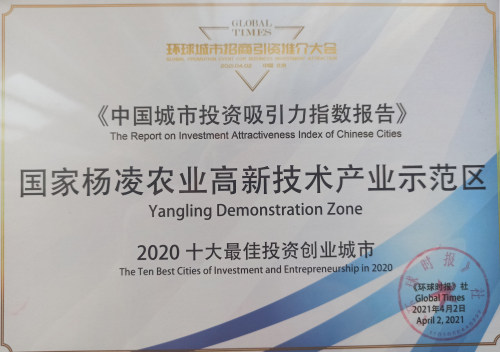 GLOBAL
TIMES
环球城市招商引资推介大会
《中国城市投资吸引力指数报告》
The Report on Investment Attractiveness Index of Chinese Cities
国家杨凌农业高新技术产业示范区
Yangling Demonstration Zone
2020 十大最佳投资创业城市
The Ten Best Cities of Investment and Entrepreneurship in 2020
《环球时报》社
Global Times
2021年4月2日
April 2, 2021